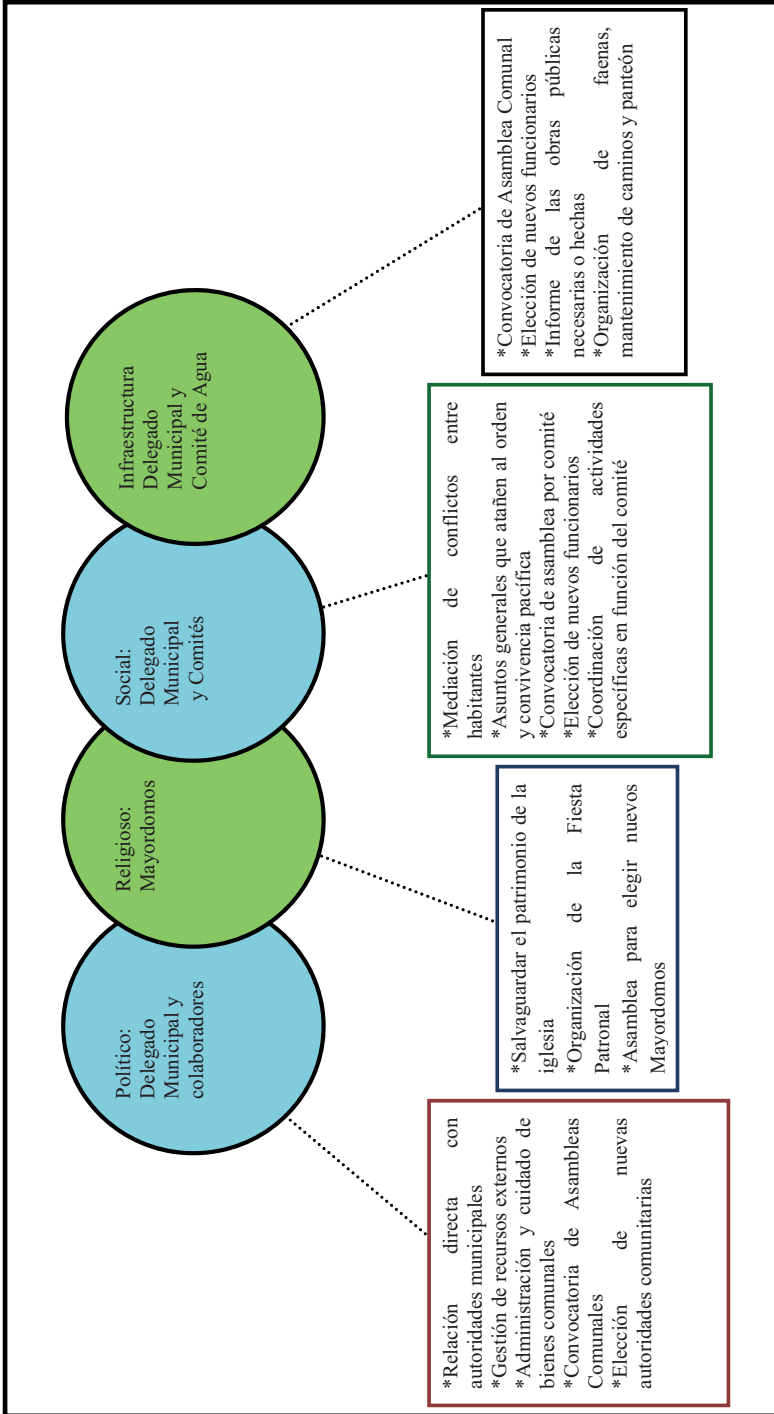 Político:
Delegado
Municipal y
colaboradores
Religioso:
Mayordomos
Social:
Delegado
Municipal
y Comités
Infraestructura
Delegado
Municipal y
Comité de Agua
*Relación directa con
autoridades municipales
*Gestión de recursos externos
*Administración y cuidado de
bienes comunales
*Convocatoria de Asambleas
Comunales
*Elección de nuevas
autoridades comunitarias
*Salvaguardar el patrimonio de la
iglesia
*Organización de la Fiesta
Patronal
*Asamblea para elegir nuevos
Mayordomos
*Mediación de conflictos entre
habitantes
*Asuntos generales que atañen al orden
y convivencia pacífica
*Convocatoria de asamblea por comité
*Elección de nuevos funcionarios
*Coordinación de actividades
específicas en función del comité
*Convocatoria de Asamblea Comunal
*Elección de nuevos funcionarios
*Informe de las obras públicas
necesarias o hechas
*Organización de faenas,
mantenimiento de caminos y panteón